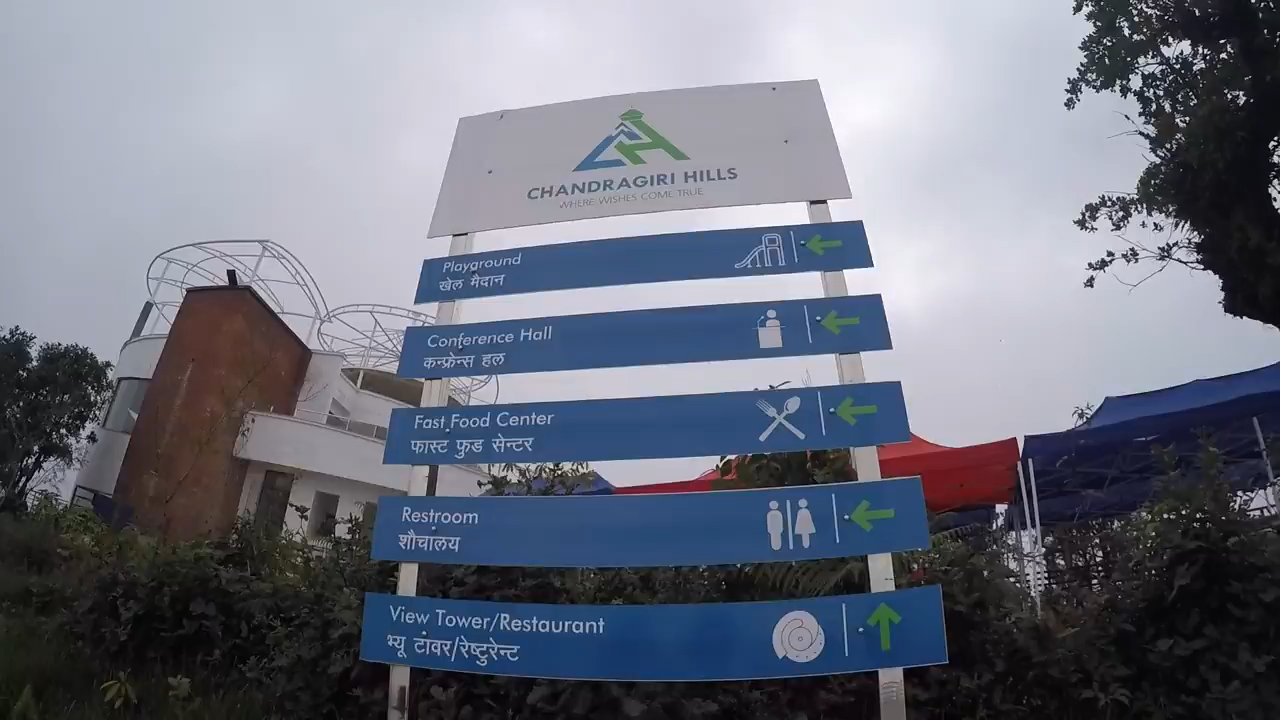 CHANDRAGIRI HILLS
WHERE WISHES COME TRUE
Playground
खेल मैदान
Conference Hall
कन्फ्रेन्स हल
Fast Food Center
फास्ट फुड सेन्टर
Restroom
शौचालय
View Tower/Restaurant
भ्यू टावर/रेष्टुरेन्ट